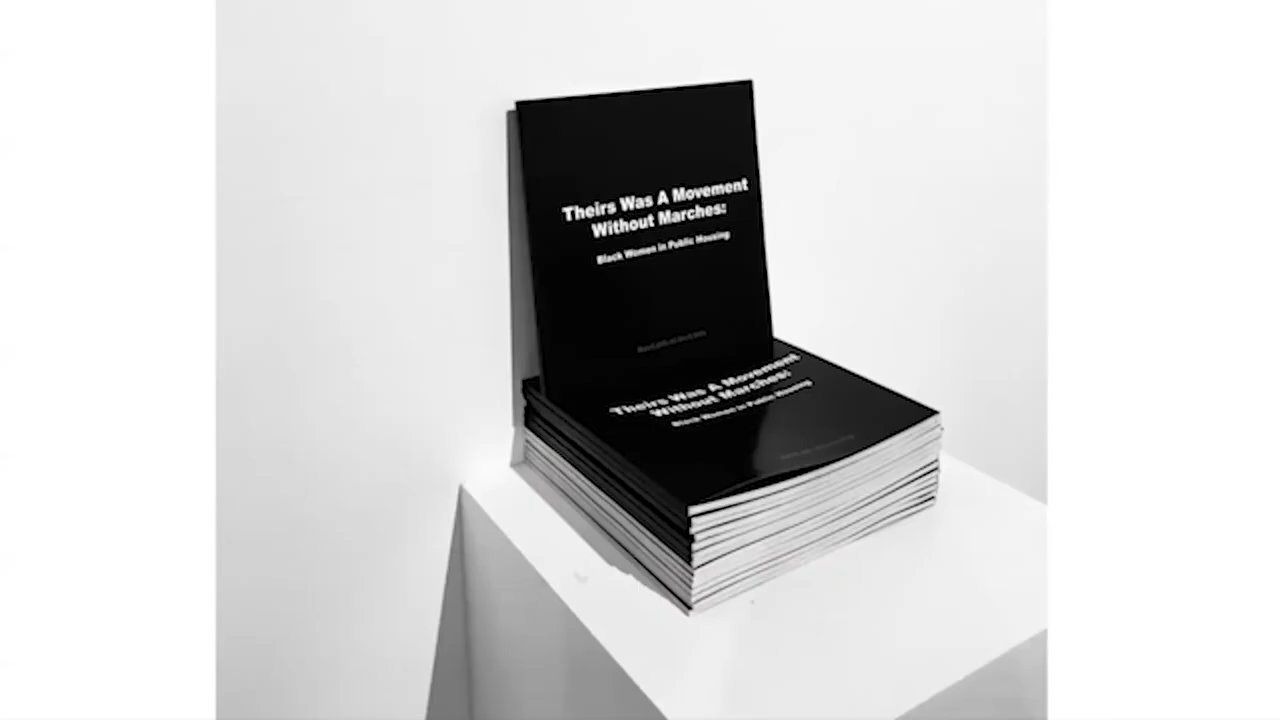 Theirs Was A Movement
Without Marches:
Black Women in Public Housing
Theirs Was A Movement
Without Marches:
Black Women in Public Housing